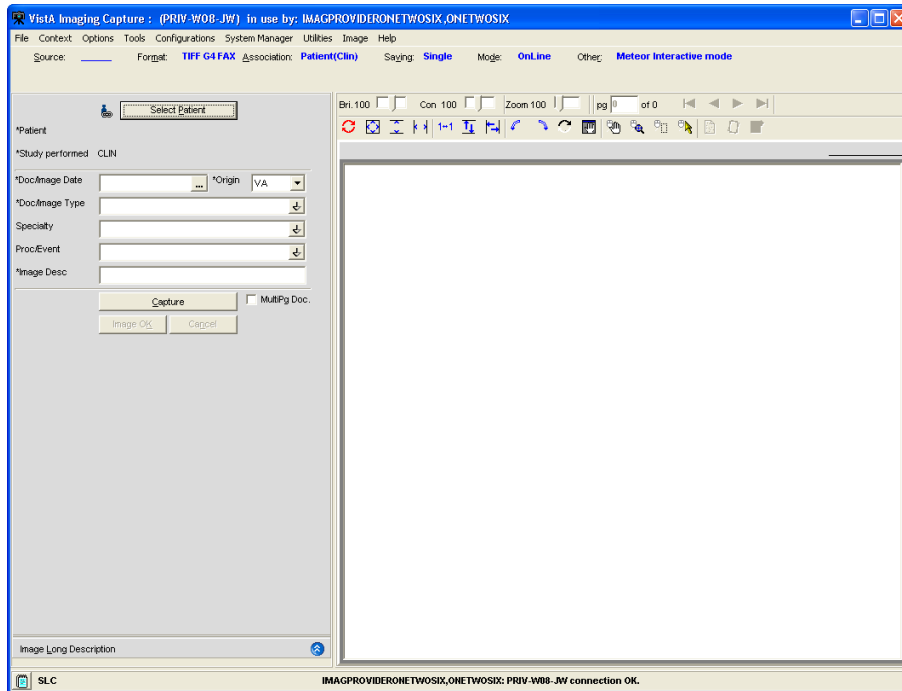 VistA Imaging Capture : (PRIV-W08-JW) in use by: IMAGPROVIDERONETWOSIX,ONETWOSIX
File Context Options Tools Configurations System Manager Utilities Image Help
Source: Format: TIFF G4 FAX Association: Patient(Clin) Saving: Single Mode: OnLine Other: Meteor Interactive mode
Select Patient
Bri. 100 Con 100 Zoom 100 pg 0 of 0
*Patient
*Study performed CLIN
*Doc/Image Date ... *Origin VA
*Doc/Image Type
Specialty
Proc/Event
*Image Desc
Capture MultiPg Doc.
Image OK Cancel
Image Long Description
SLC IMAGPROVIDERONETWOSIX,ONETWOSIX: PRIV-W08-JW connection OK.